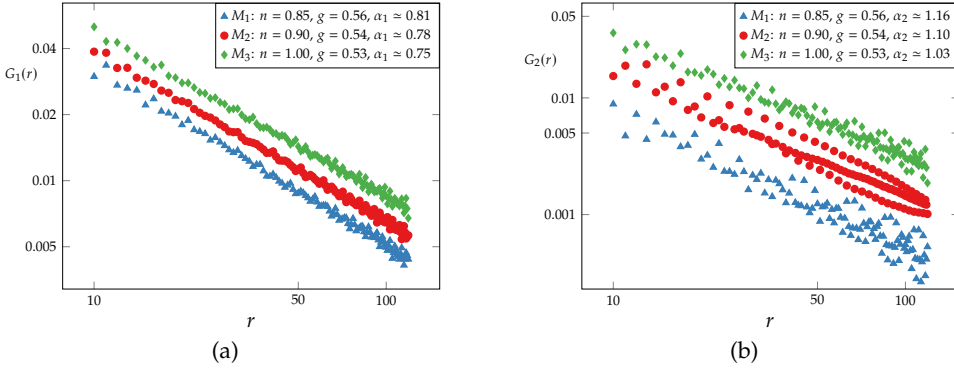 M₁: n = 0.85, g = 0.56, α₁ ≃ 0.81
M₂: n = 0.90, g = 0.54, α₁ ≃ 0.78
M₃: n = 1.00, g = 0.53, α₁ ≃ 0.75
G₁(r)
0.04
0.02
0.01
0.005
10
50
100
r
(a)
M₁: n = 0.85, g = 0.56, α₂ ≃ 1.16
M₂: n = 0.90, g = 0.54, α₂ ≃ 1.10
M₃: n = 1.00, g = 0.53, α₂ ≃ 1.03
0.05
G₂(r)
0.01
0.005
0.001
10
50
100
r
(b)